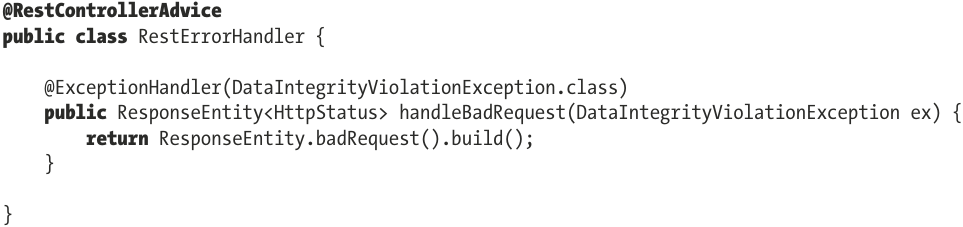 @RestControllerAdvice
public class RestErrorHandler {
@ExceptionHandler(DataIntegrityViolationException.class)
public ResponseEntity<HttpStatus> handleBadRequest(DataIntegrityViolationException ex) {
return ResponseEntity.badRequest().build();
}
}